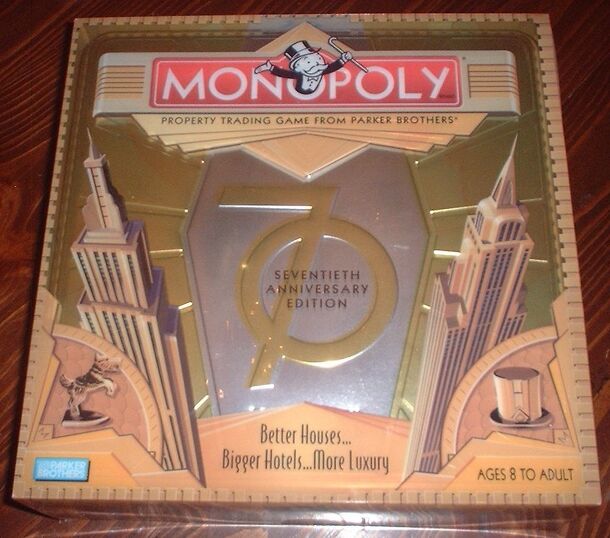 MONOPOLY
PROPERTY TRADING GAME FROM PARKER BROTHERS®
70
SEVENTIETH
ANNIVERSARY
EDITION
Better Houses...
Bigger Hotels...More Luxury
PARKER
BROTHERS
AGES 8 TO ADULT